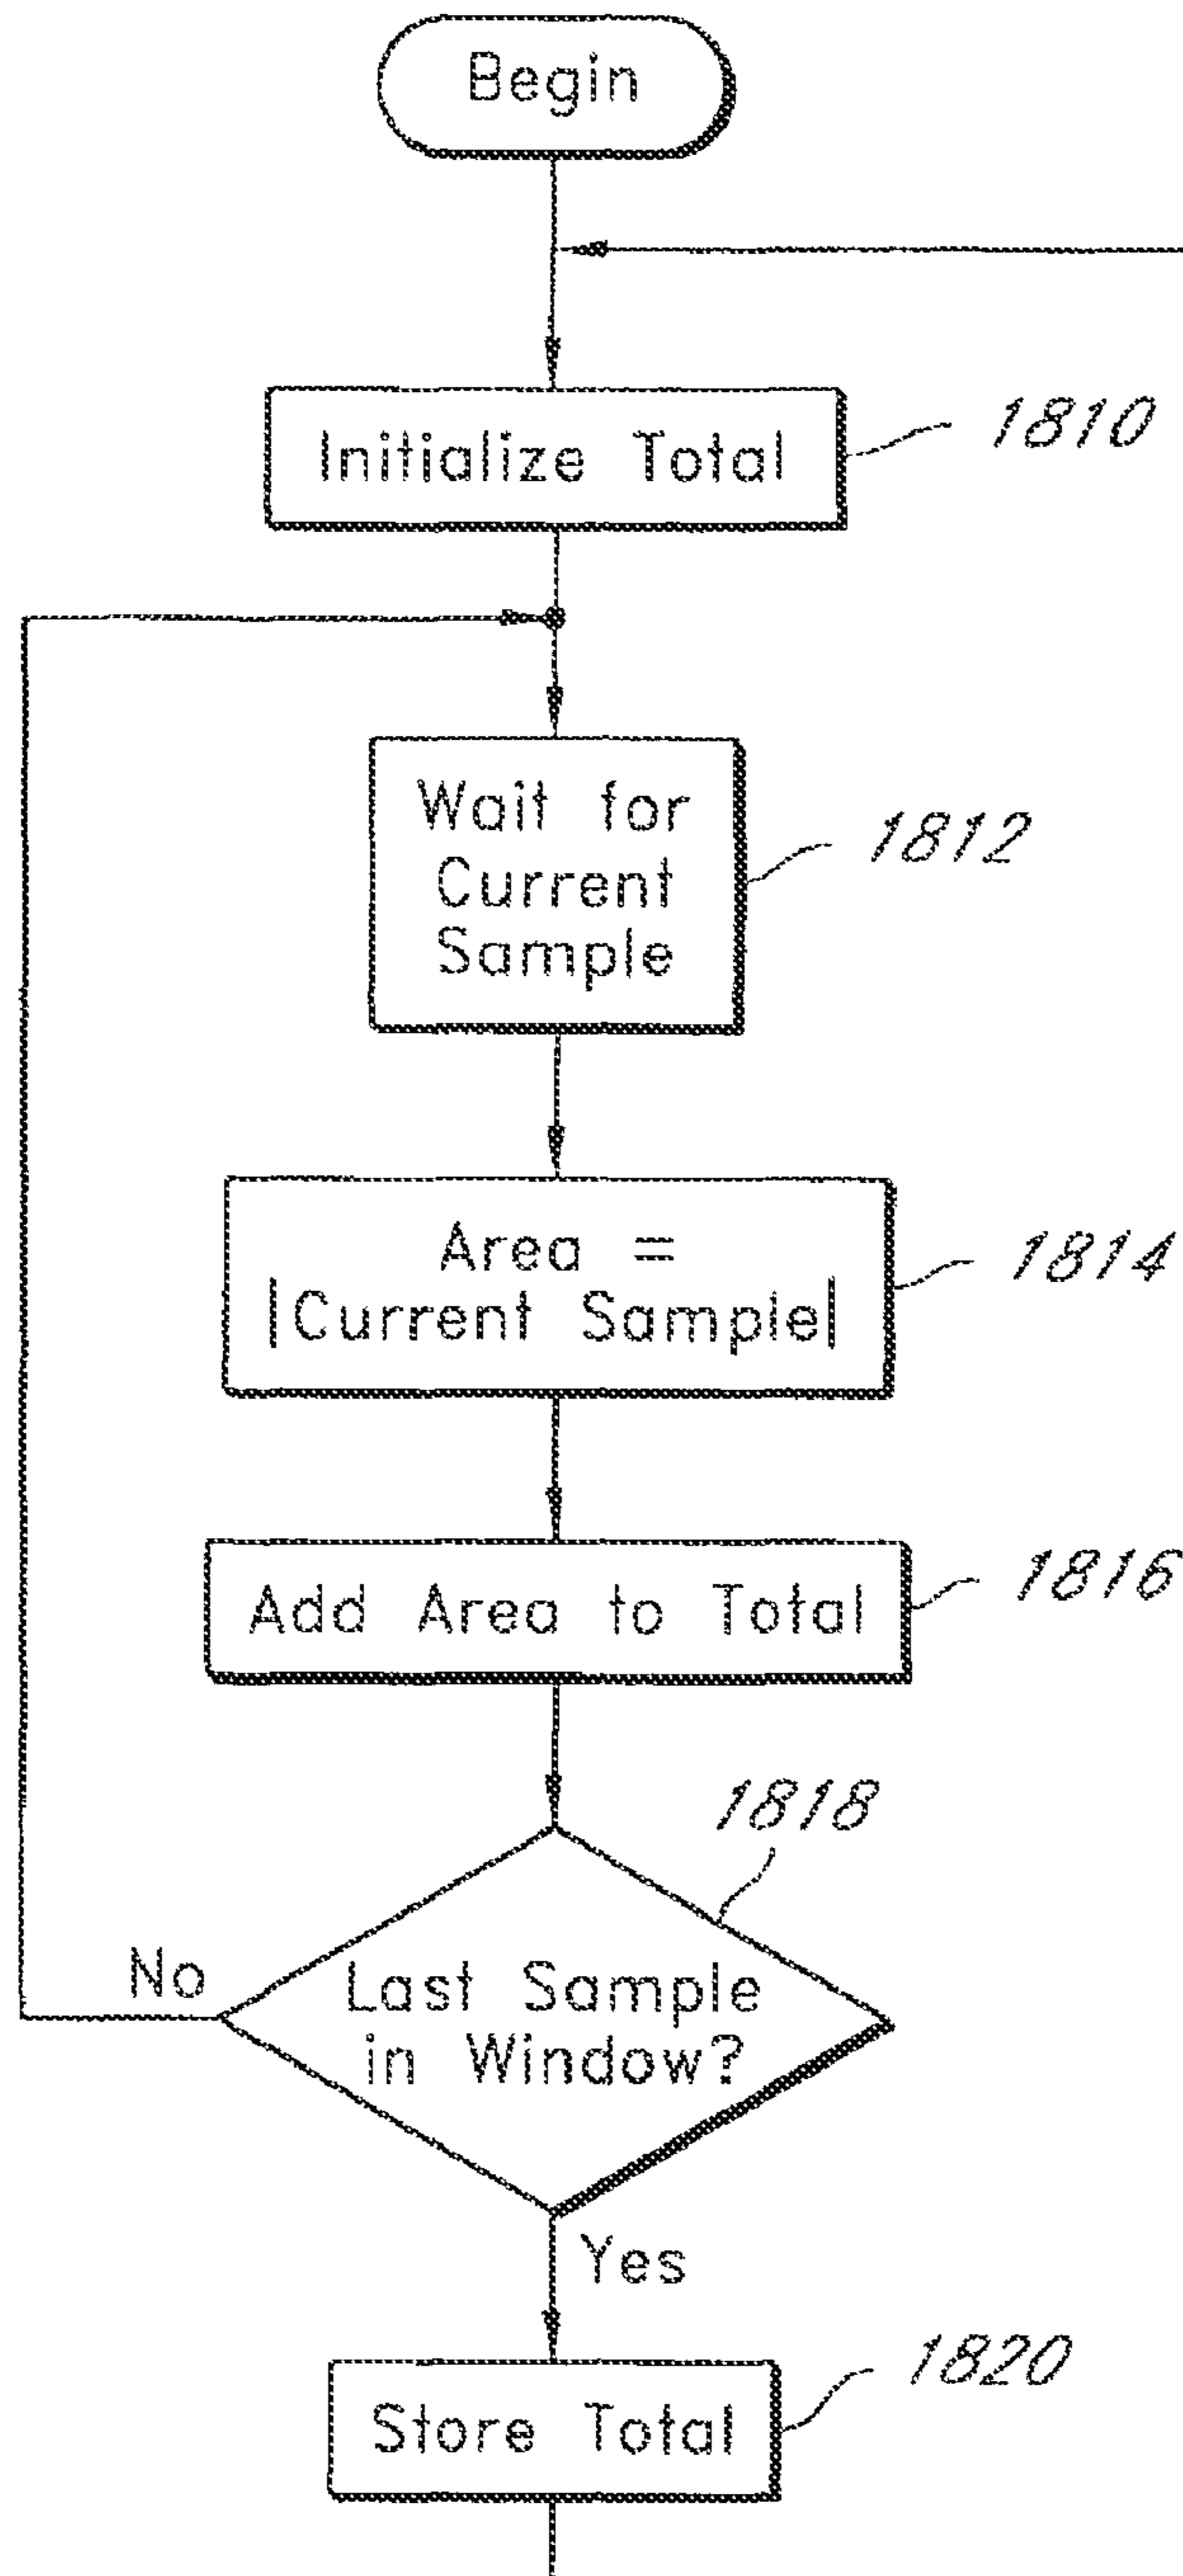 Begin
Initialize Total
1810
Wait for
Current
Sample
1812
Area =
|Current Sample|
1814
Add Area to Total
1816
1818
No
Last Sample
in Window?
Yes
1820
Store Total